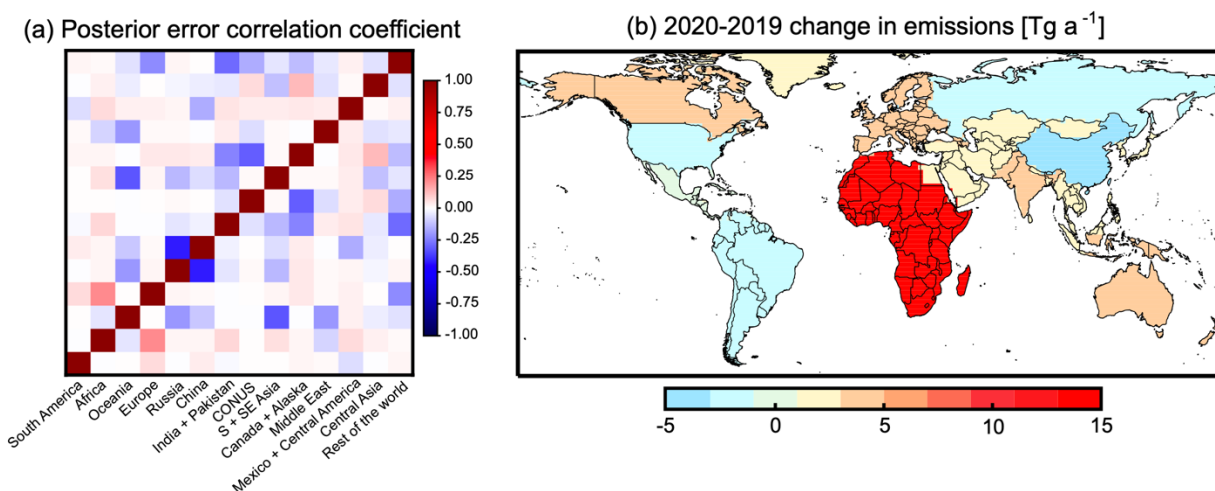 (a) Posterior error correlation coefficient
1.00
0.75
0.50
0.25
0.00
-0.25
-0.50
-0.75
-1.00
South America
Africa
Oceania
Europe
Russia
China
India + Pakistan
CONUS
S + SE Asia
Canada + Alaska
Middle East
Mexico + Central America
Central Asia
Rest of the world
(b) 2020-2019 change in emissions [Tg a⁻¹]
-5 0 5 10 15